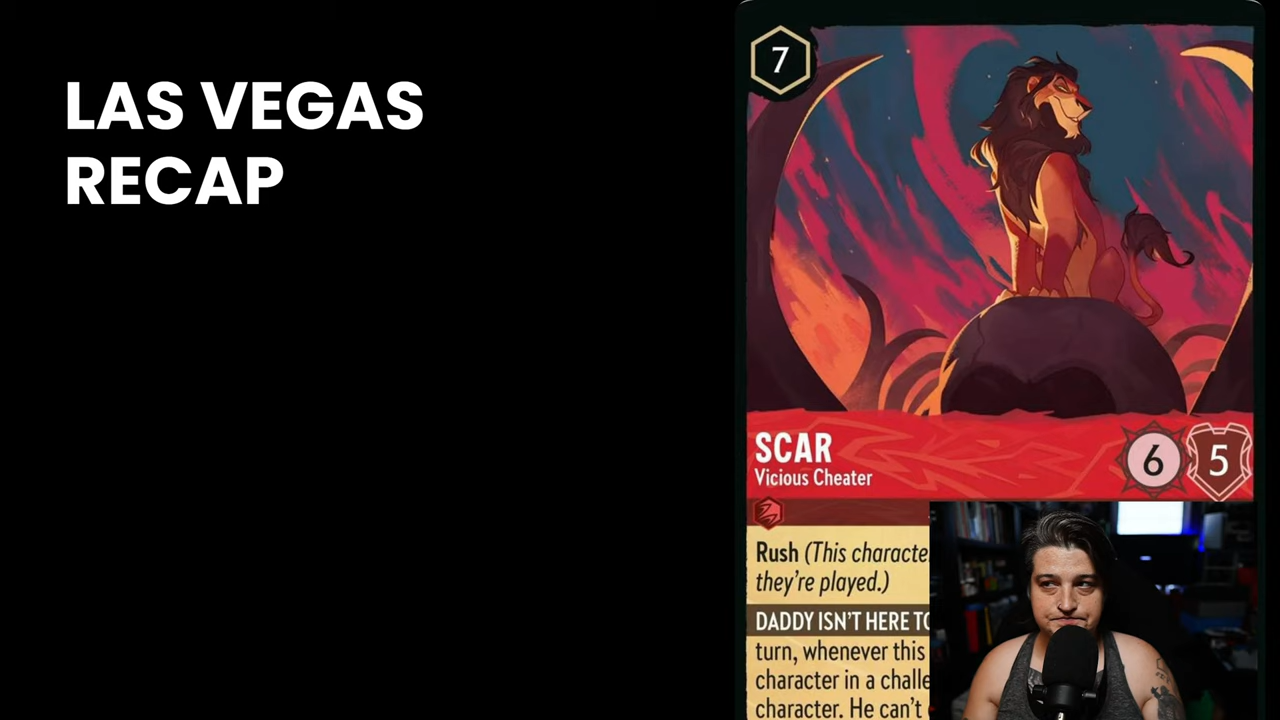 LAS VEGAS
RECAP
7
SCAR
Vicious Cheater
6
5
Rush (This characte
they're played.)
DADDY ISN'T HERE TO
turn, whenever this
character in a challe
character. He can't